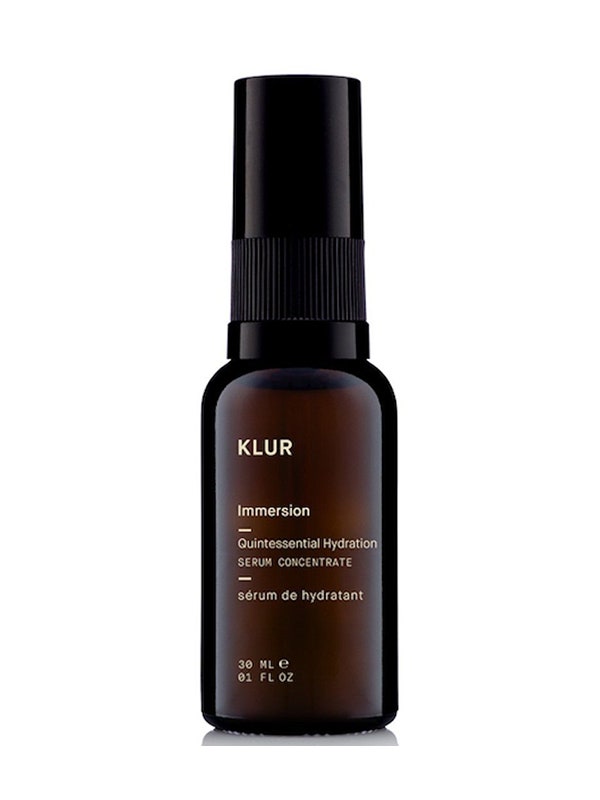 KLUR
Immersion
Quintessential Hydration
SERUM CONCENTRATE
sérum de hydratant
30 ML ℮
01 FL OZ